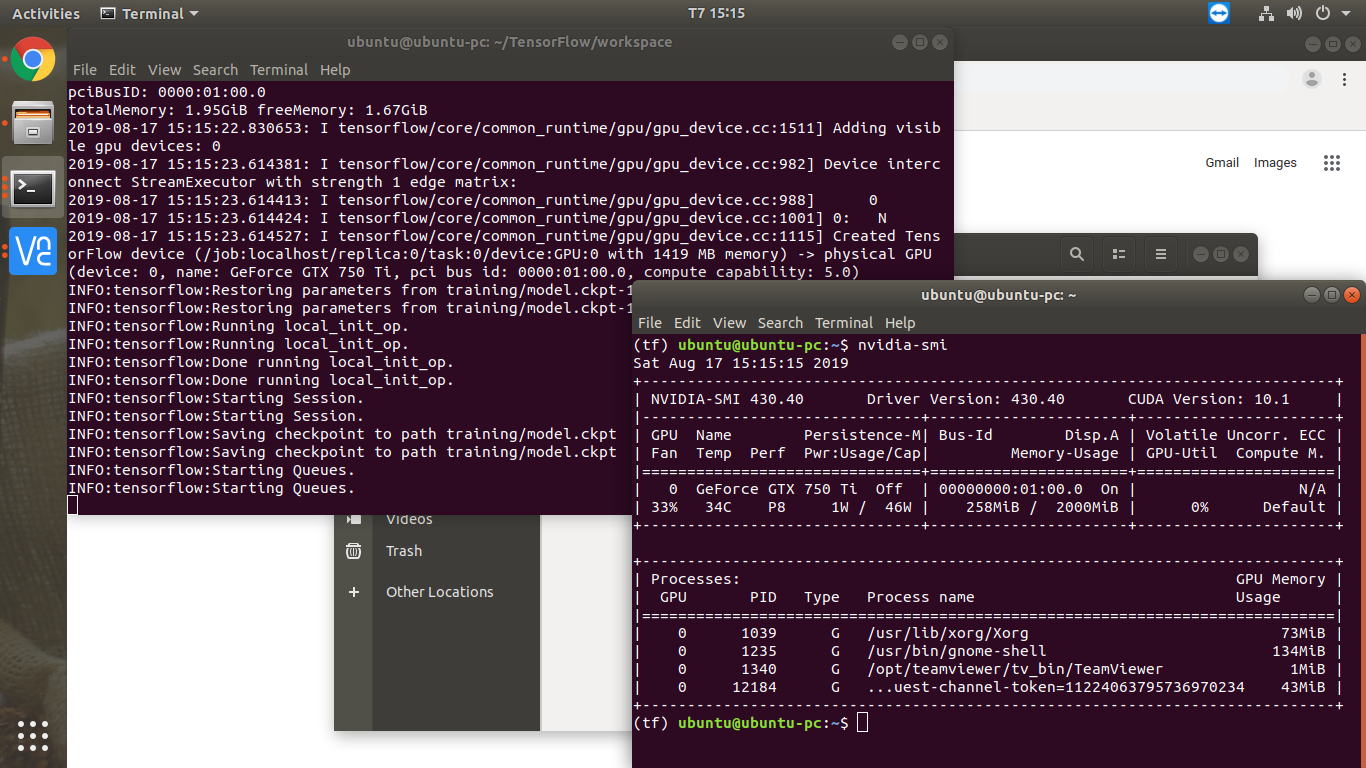 Activities Terminal T7 15:15
ubuntu@ubuntu-pc: ~/TensorFlow/workspace
File Edit View Search Terminal Help
pciBusID: 0000:01:00.0
totalMemory: 1.95GiB freeMemory: 1.67GiB
2019-08-17 15:15:22.830653: I tensorflow/core/common_runtime/gpu/gpu_device.cc:1511] Adding visib
le gpu devices: 0
2019-08-17 15:15:23.614381: I tensorflow/core/common_runtime/gpu/gpu_device.cc:982] Device interc
onnect StreamExecutor with strength 1 edge matrix:
2019-08-17 15:15:23.614413: I tensorflow/core/common_runtime/gpu/gpu_device.cc:988]      0
2019-08-17 15:15:23.614424: I tensorflow/core/common_runtime/gpu/gpu_device.cc:1001] 0:   N
2019-08-17 15:15:23.614527: I tensorflow/core/common_runtime/gpu/gpu_device.cc:1115] Created Tens
orFlow device (/job:localhost/replica:0/task:0/device:GPU:0 with 1419 MB memory) -> physical GPU
(device: 0, name: GeForce GTX 750 Ti, pci bus id: 0000:01:00.0, compute capability: 5.0)
INFO:tensorflow:Restoring parameters from training/model.ckpt-1
INFO:tensorflow:Restoring parameters from training/model.ckpt-1
INFO:tensorflow:Running local_init_op.
INFO:tensorflow:Running local_init_op.
INFO:tensorflow:Done running local_init_op.
INFO:tensorflow:Done running local_init_op.
INFO:tensorflow:Starting Session.
INFO:tensorflow:Starting Session.
INFO:tensorflow:Saving checkpoint to path training/model.ckpt
INFO:tensorflow:Saving checkpoint to path training/model.ckpt
INFO:tensorflow:Starting Queues.
INFO:tensorflow:Starting Queues.
Gmail Images
VNC
Videos
Trash
+ Other Locations
ubuntu@ubuntu-pc: ~
File Edit View Search Terminal Help
(tf) ubuntu@ubuntu-pc:~$ nvidia-smi
Sat Aug 17 15:15:15 2019
+-----------------------------------------------------------------------------+
| NVIDIA-SMI 430.40       Driver Version: 430.40       CUDA Version: 10.1     |
|-------------------------------+----------------------+----------------------+
| GPU  Name        Persistence-M| Bus-Id        Disp.A | Volatile Uncorr. ECC |
| Fan  Temp  Perf  Pwr:Usage/Cap|         Memory-Usage | GPU-Util  Compute M. |
|===============================+======================+======================|
|   0  GeForce GTX 750 Ti  Off  | 00000000:01:00.0  On |                  N/A |
| 33%   34C    P8     1W /  46W |    258MiB /  2000MiB |      0%      Default |
+-------------------------------+----------------------+----------------------+
+-----------------------------------------------------------------------------+
| Processes:                                                       GPU Memory |
|  GPU       PID   Type   Process name                             Usage      |
|=============================================================================|
|    0      1039      G   /usr/lib/xorg/Xorg                            73MiB |
|    0      1235      G   /usr/bin/gnome-shell                         134MiB |
|    0      1340      G   /opt/teamviewer/tv_bin/TeamViewer              1MiB |
|    0     12184      G   ...uest-channel-token=11224063795736970234    43MiB |
+-----------------------------------------------------------------------------+
(tf) ubuntu@ubuntu-pc:~$